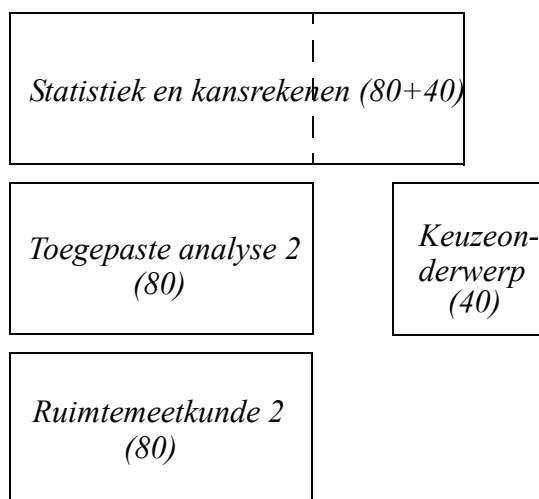 Statistiek en kansrekenen (80+40)
Toegepaste analyse 2
(80)
Keuzeon-
derwerp
(40)
Ruimtemeetkunde 2
(80)